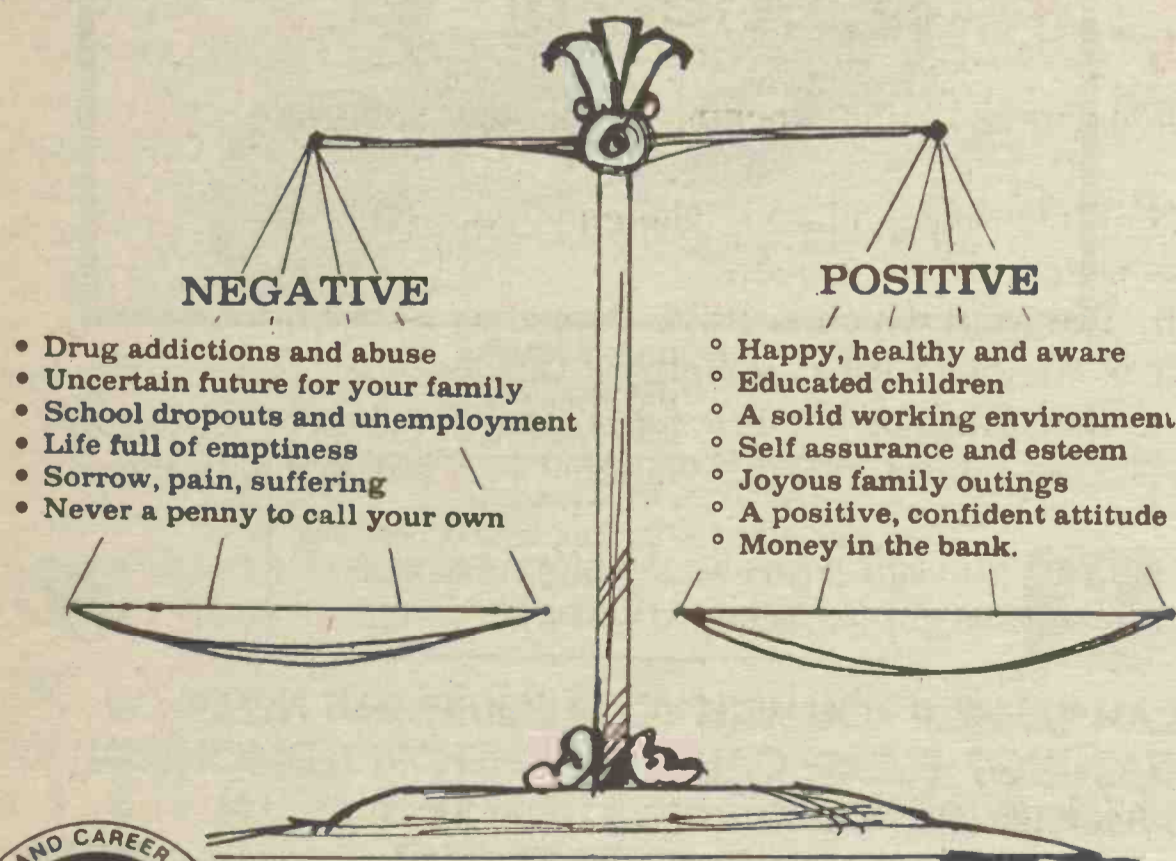 NEGATIVE
• Drug addictions and abuse
• Uncertain future for your family
• School dropouts and unemployment
• Life full of emptiness
• Sorrow, pain, suffering
• Never a penny to call your own
POSITIVE
° Happy, healthy and aware
° Educated children
° A solid working environment
° Self assurance and esteem
° Joyous family outings
° A positive, confident attitude
° Money in the bank.
AND CAREER